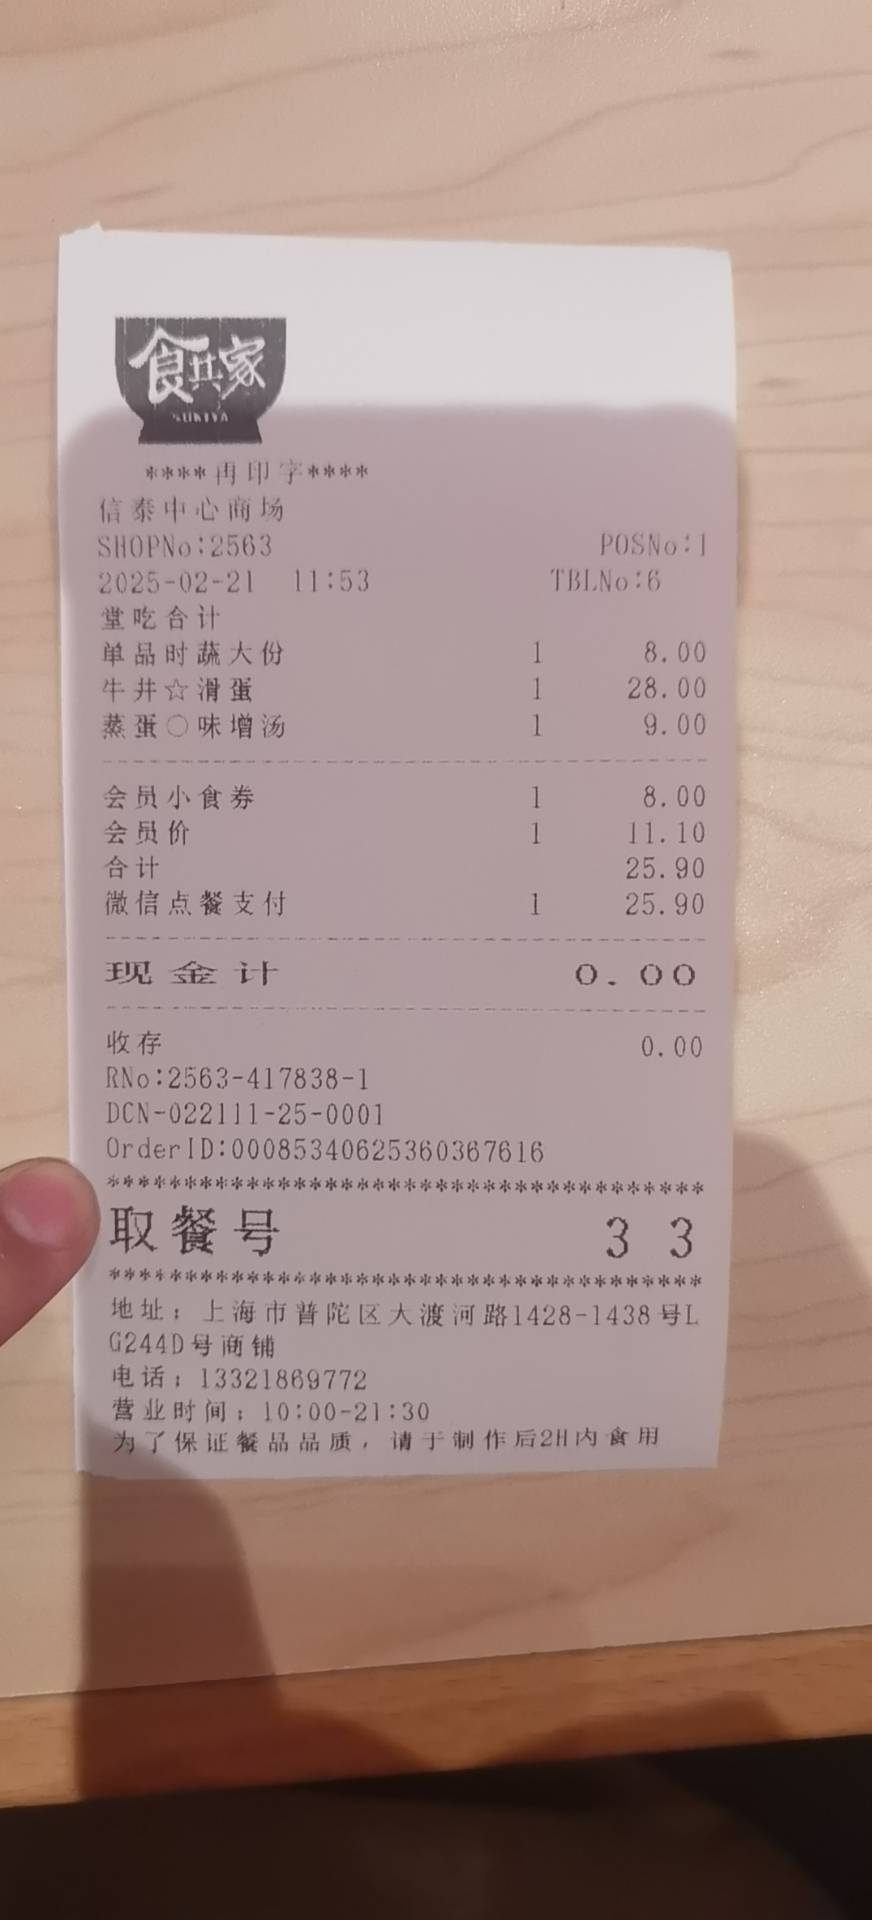 食其家
SUKIYA
****再印字****
信泰中心商场
SHOPNo:2563 POSNo:1
2025-02-21 11:53 TBLNo:6
堂吃合计
单品时蔬大份 1 8.00
牛丼☆滑蛋 1 28.00
蒸蛋○味增汤 1 9.00
会员小食券 1 8.00
会员价 1 11.10
合计 25.90
微信点餐支付 1 25.90
现金计 0.00
收存 0.00
RNo:2563-417838-1
DCN-022111-25-0001
OrderID:00085340625360367616
取餐号 33
地址：上海市普陀区大渡河路1428-1438号L
G244D号商铺
电话：13321869772
营业时间：10:00-21:30
为了保证餐品品质，请于制作后2H内食用